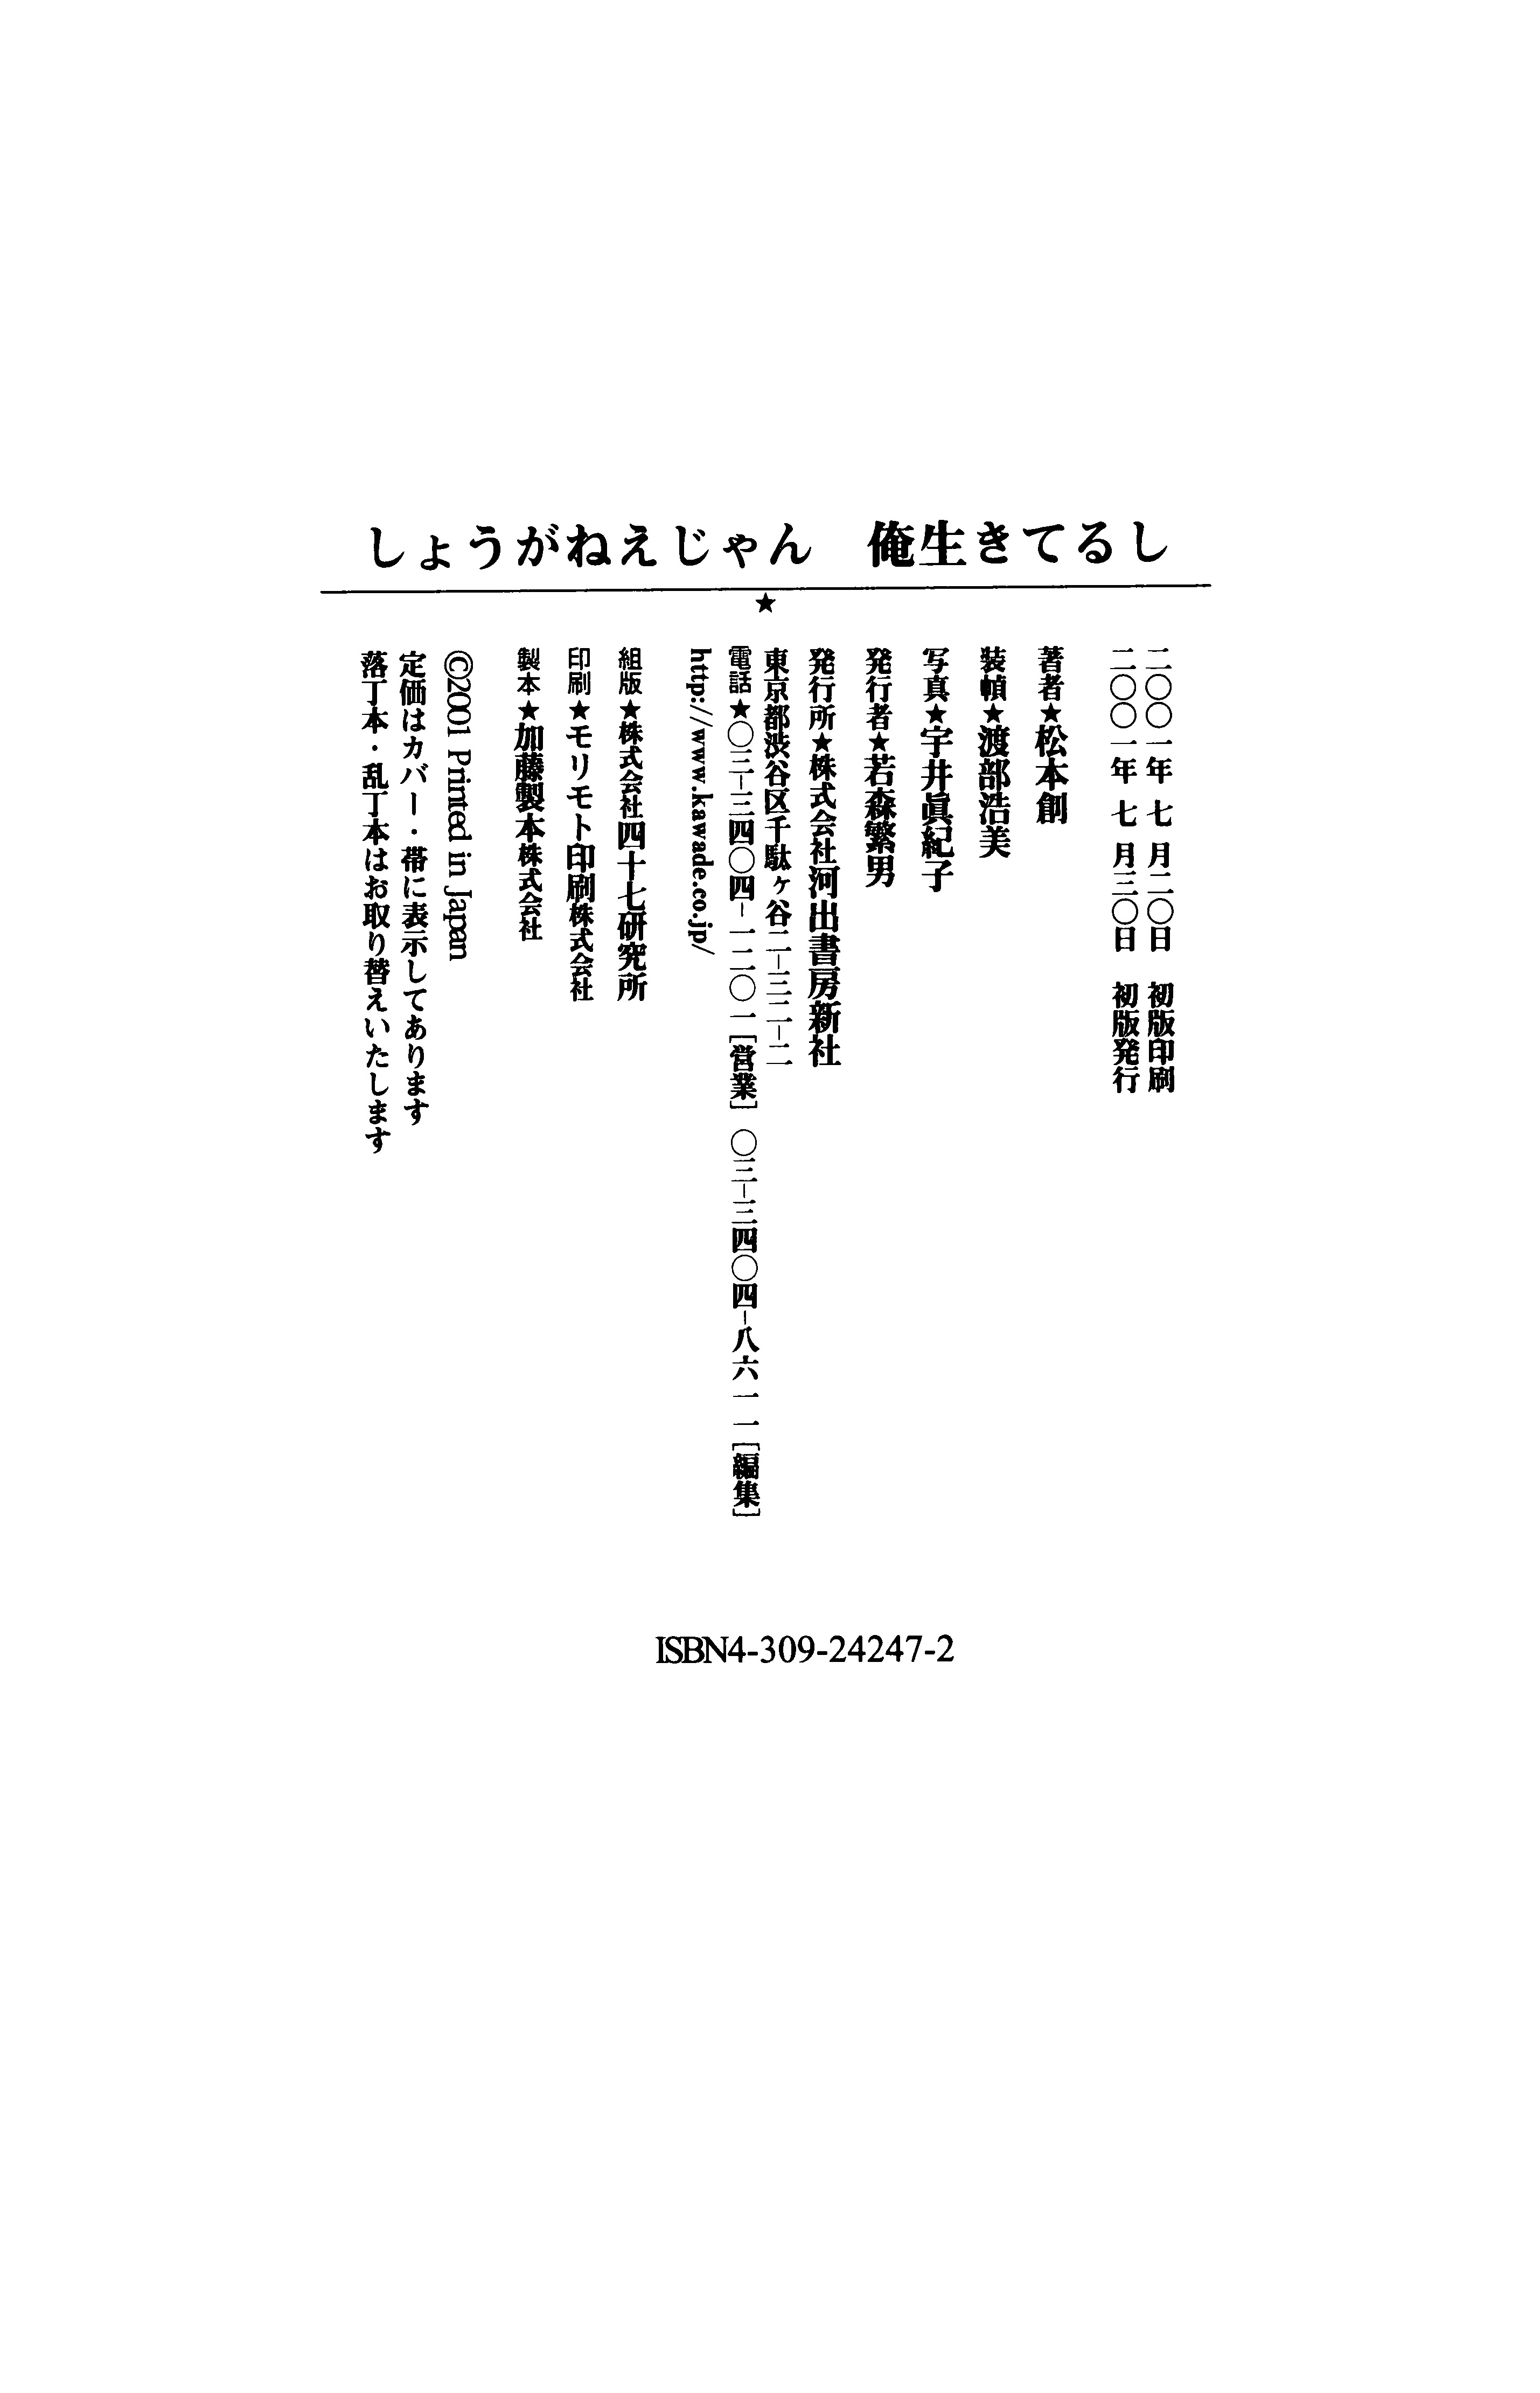 しょうがねえじゃん　俺生きてるし
★
二〇〇一年 七 月二〇日　初版印刷
二〇〇一年 七 月三〇日　初版発行
著者★松本創
装幀★渡部浩美
写真★宇井眞紀子
発行者★若森繁男
発行所★株式会社河出書房新社
東京都渋谷区千駄ヶ谷二−三二−二
電話★〇三−三四〇四−一二〇一［営業］　〇三−三四〇四−八六一一［編集］
http://www.kawade.co.jp/
組版★株式会社四十七研究所
印刷★モリモト印刷株式会社
製本★加藤製本株式会社
©2001 Printed in Japan
定価はカバー・帯に表示してあります
落丁本・乱丁本はお取り替えいたします
ISBN4-309-24247-2